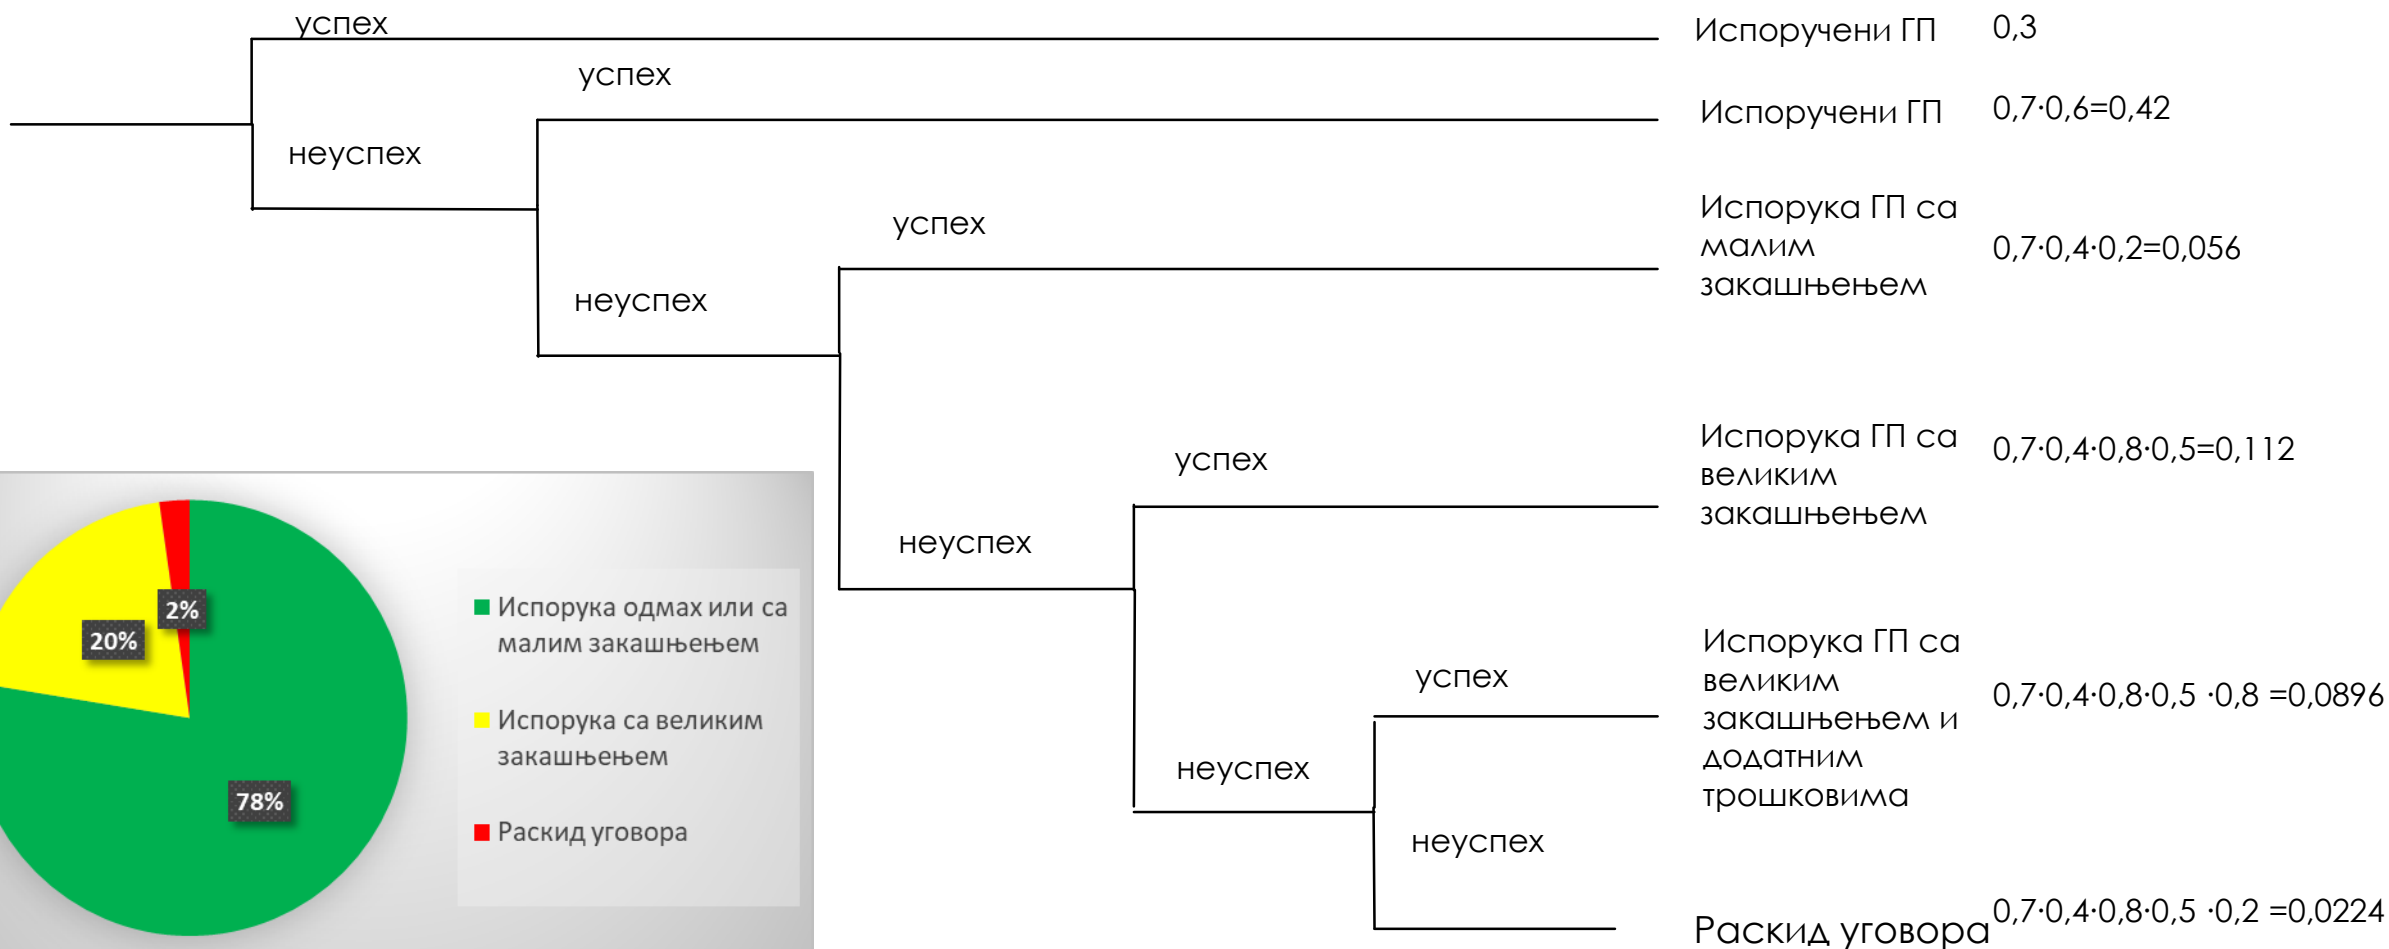 успех
Испоручени ГП 0,3
успех
Испоручени ГП 0,7·0,6=0,42
неуспех
успех
Испорука ГП са
малим
закашњењем
0,7·0,4·0,2=0,056
неуспех
успех
Испорука ГП са
великим
закашњењем
0,7·0,4·0,8·0,5=0,112
неуспех
успех
Испорука ГП са
великим
закашњењем и
додатним
трошковима
0,7·0,4·0,8·0,5 ·0,8 =0,0896
неуспех
неуспех
Раскид уговора
0,7·0,4·0,8·0,5 ·0,2 =0,0224
2%
20%
78%
Испорука одмах или са
малим закашњењем
Испорука са великим
закашњењем
Раскид уговора